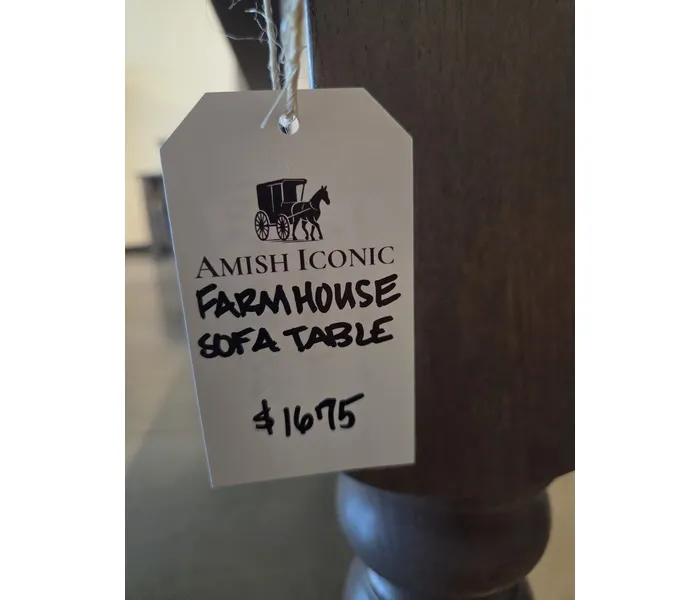 AMISH ICONIC
FARMHOUSE
SOFA TABLE
$1675